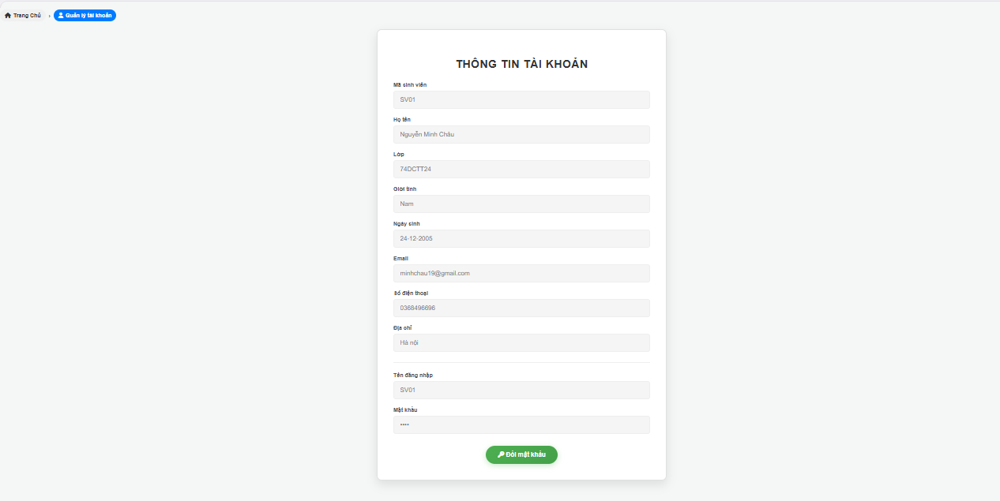 Trang Chủ › Quản lý tài khoản
THÔNG TIN TÀI KHOẢN
Mã sinh viên
SV01
Họ tên
Nguyễn Minh Châu
Lớp
74DCTT24
Giới tính
Nam
Ngày sinh
24-12-2005
Email
minhchau19@gmail.com
Số điện thoại
0368496696
Địa chỉ
Hà nội
Tên đăng nhập
SV01
Mật khẩu
••••
Đổi mật khẩu